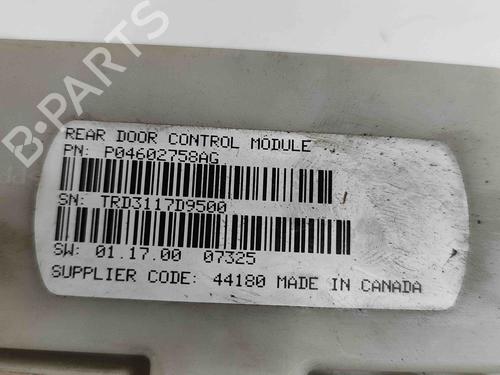 B-PARTS
REAR DOOR CONTROL MODULE
PN: P04602758AG
SN: TRD3117D9500
SW: 01.17.00 07325
SUPPLIER CODE: 44180 MADE IN CANADA